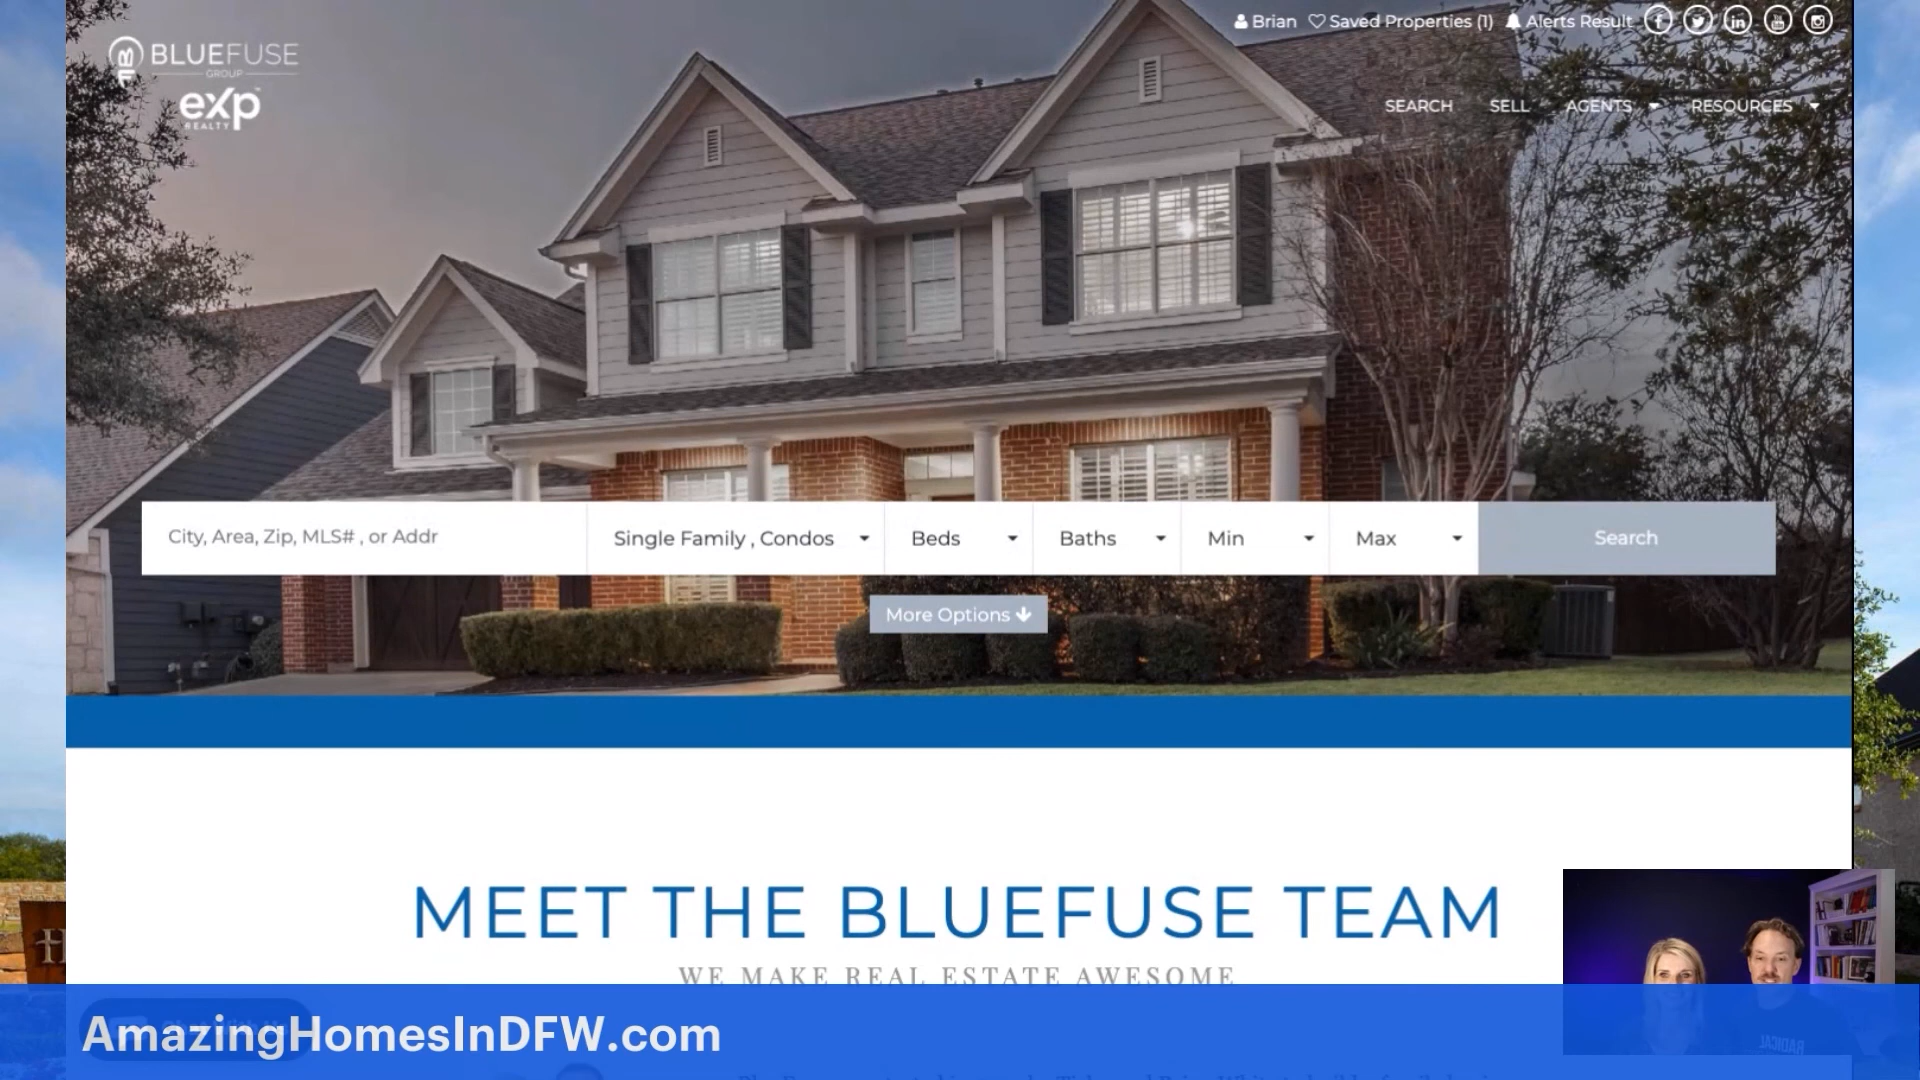 Brian Saved Properties (1) Alerts Result
BLUEFUSE
GROUP
exp
REALTY
SEARCH SELL AGENTS RESOURCES
City, Area, Zip, MLS# , or Addr Single Family , Condos Beds Baths Min Max Search
More Options
MEET THE BLUEFUSE TEAM
WE MAKE REAL ESTATE AWESOME
AmazingHomesInDFW.com
RADICAL